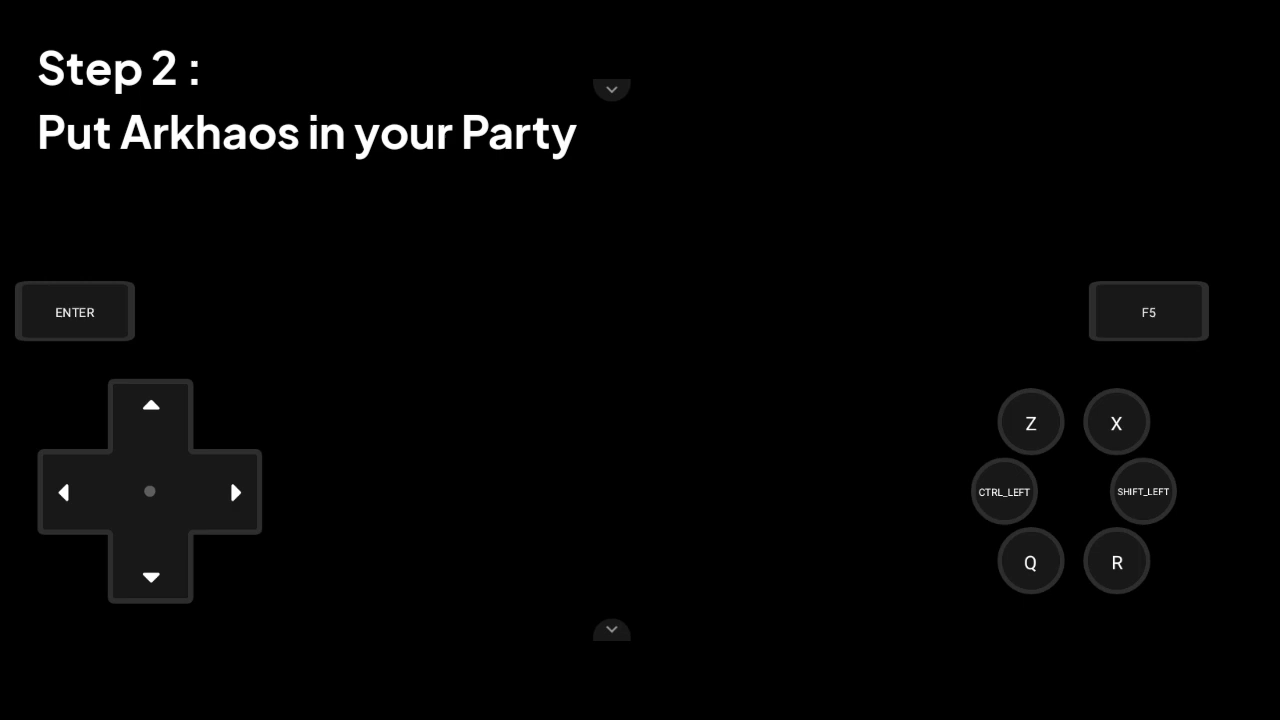 Step 2 :
Put Arkhaos in your Party
ENTER
F5
Z
X
CTRL_LEFT
SHIFT_LEFT
Q
R